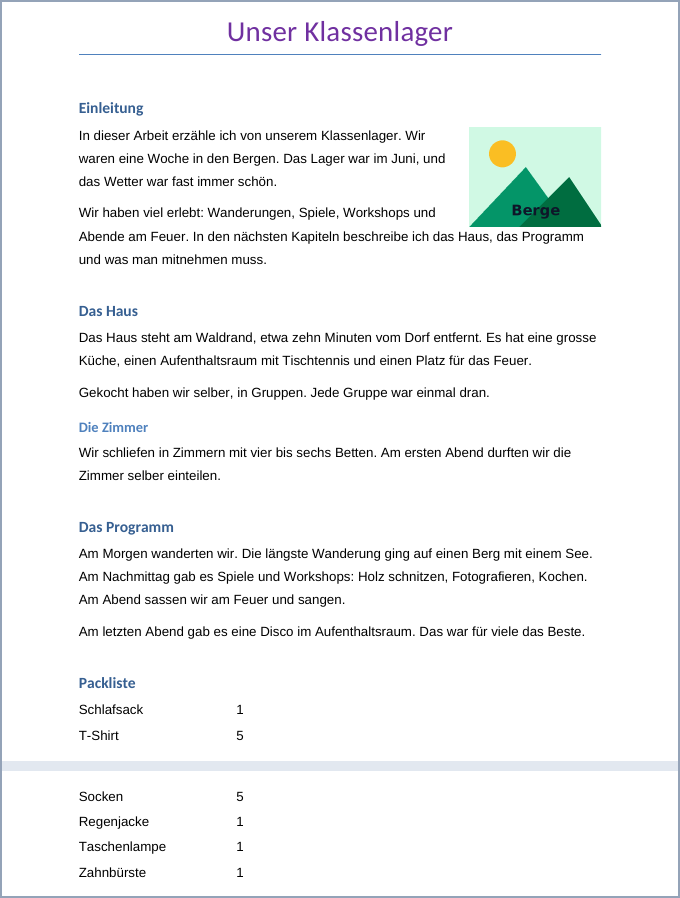 Unser Klassenlager
Einleitung
In dieser Arbeit erzähle ich von unserem Klassenlager. Wir
waren eine Woche in den Bergen. Das Lager war im Juni, und
das Wetter war fast immer schön.
Berge
Wir haben viel erlebt: Wanderungen, Spiele, Workshops und
Abende am Feuer. In den nächsten Kapiteln beschreibe ich das Haus, das Programm
und was man mitnehmen muss.
Das Haus
Das Haus steht am Waldrand, etwa zehn Minuten vom Dorf entfernt. Es hat eine grosse
Küche, einen Aufenthaltsraum mit Tischtennis und einen Platz für das Feuer.
Gekocht haben wir selber, in Gruppen. Jede Gruppe war einmal dran.
Die Zimmer
Wir schliefen in Zimmern mit vier bis sechs Betten. Am ersten Abend durften wir die
Zimmer selber einteilen.
Das Programm
Am Morgen wanderten wir. Die längste Wanderung ging auf einen Berg mit einem See.
Am Nachmittag gab es Spiele und Workshops: Holz schnitzen, Fotografieren, Kochen.
Am Abend sassen wir am Feuer und sangen.
Am letzten Abend gab es eine Disco im Aufenthaltsraum. Das war für viele das Beste.
Packliste
Schlafsack 1
T-Shirt 5
Socken 5
Regenjacke 1
Taschenlampe 1
Zahnbürste 1